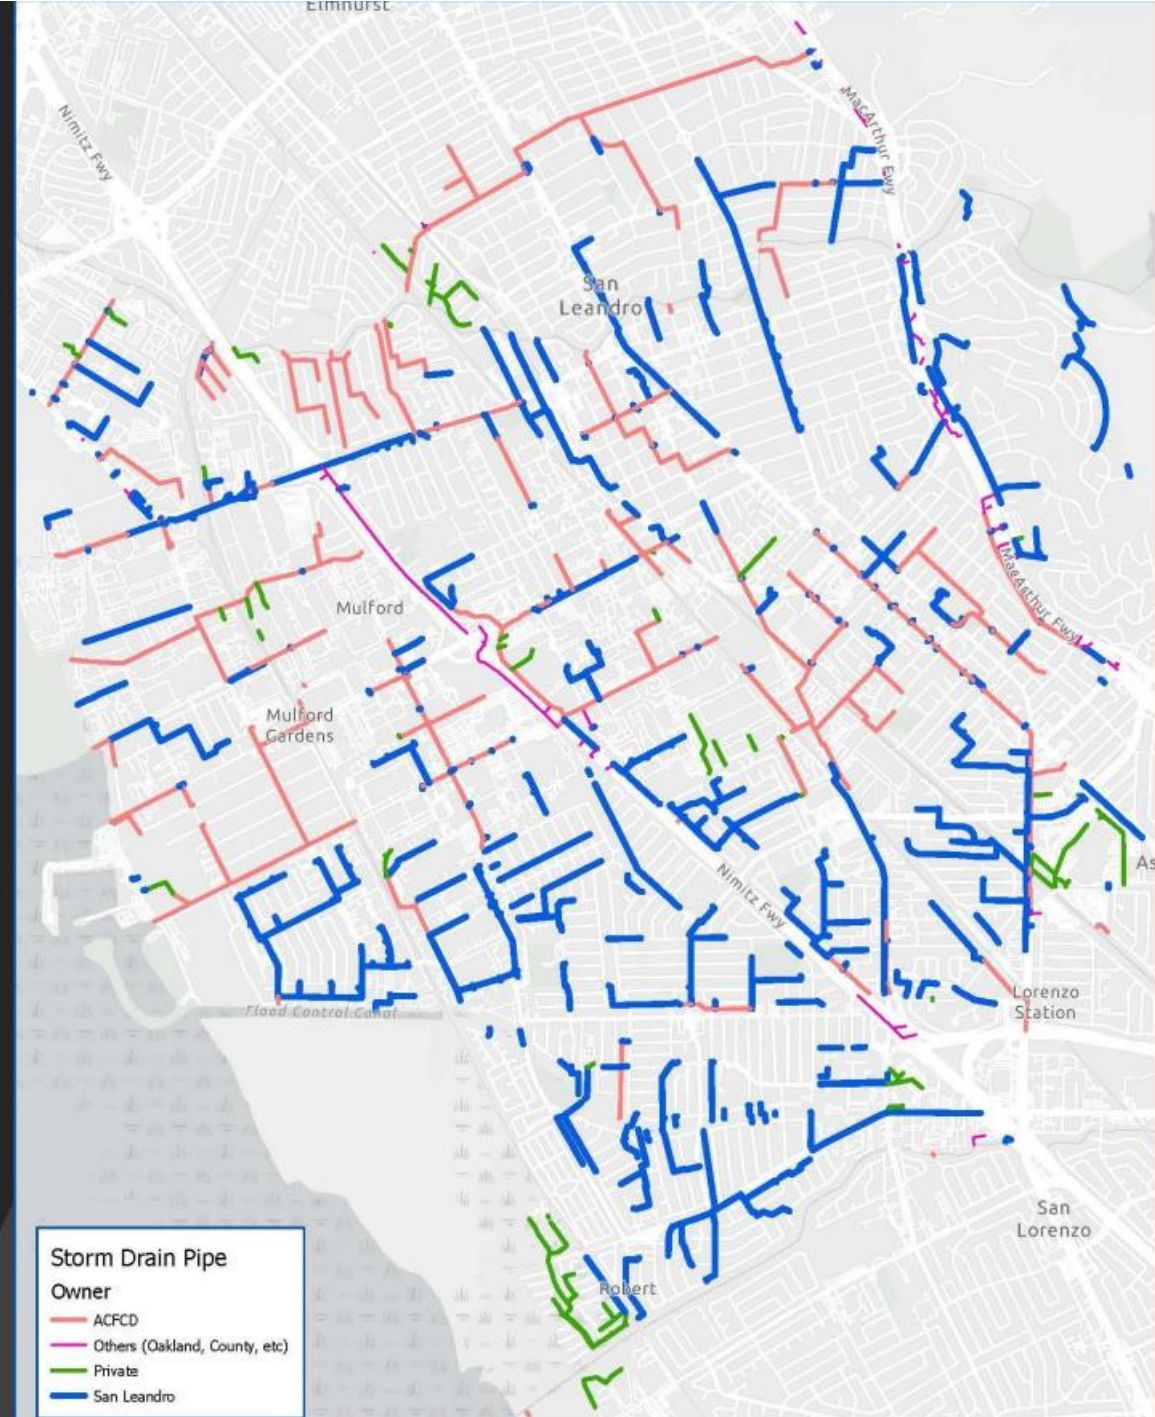 Elmhurst
Nimitz Fwy
MacArthur Fwy
San
Leandro
MacArthur Fwy
Mulford
Mulford
Gardens
As
Nimitz Fwy
Lorenzo
Station
Flood Control Canal
San
Lorenzo
Robert
Storm Drain Pipe
Owner
ACFCD
Others (Oakland, County, etc)
Private
San Leandro